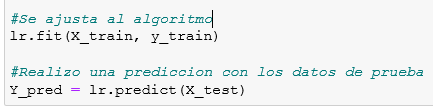 #Se ajusta al algoritmo
lr.fit(X_train, y_train)
#Realizo una prediccion con los datos de prueba
Y_pred = lr.predict(X_test)